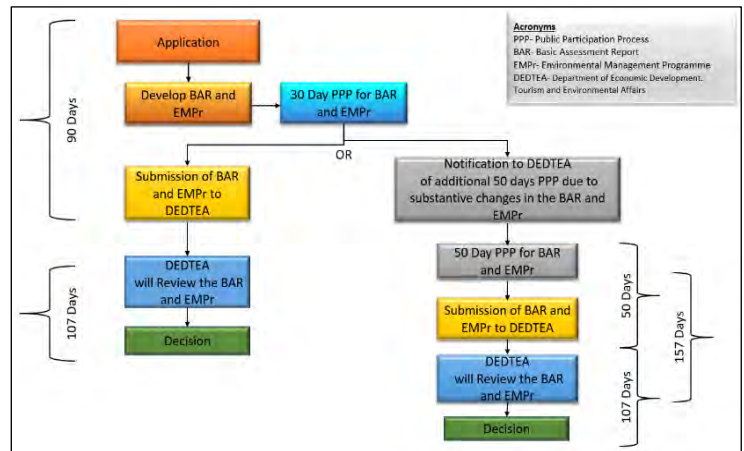 Acronyms
PPP- Public Participation Process
BAR- Basic Assessment Report
EMPr- Environmental Management Programme
DEDTEA- Department of Economic Development.
Tourism and Environmental Affairs
Application
Develop BAR and
EMPr
30 Day PPP for BAR
and EMPr
90 Days
OR
Submission of BAR
and EMPr to
DEDTEA
Notification to DEDTEA
of additional 50 days PPP due to
substantive changes in the BAR and
EMPr
DEDTEA
will Review the BAR
and EMPr
Decision
107 Days
50 Day PPP for
BAR and EMPr
Submission of BAR and
EMPr to DEDTEA
DEDTEA
will Review the BAR
and EMPr
Decision
50 Days
107 Days
157 Days